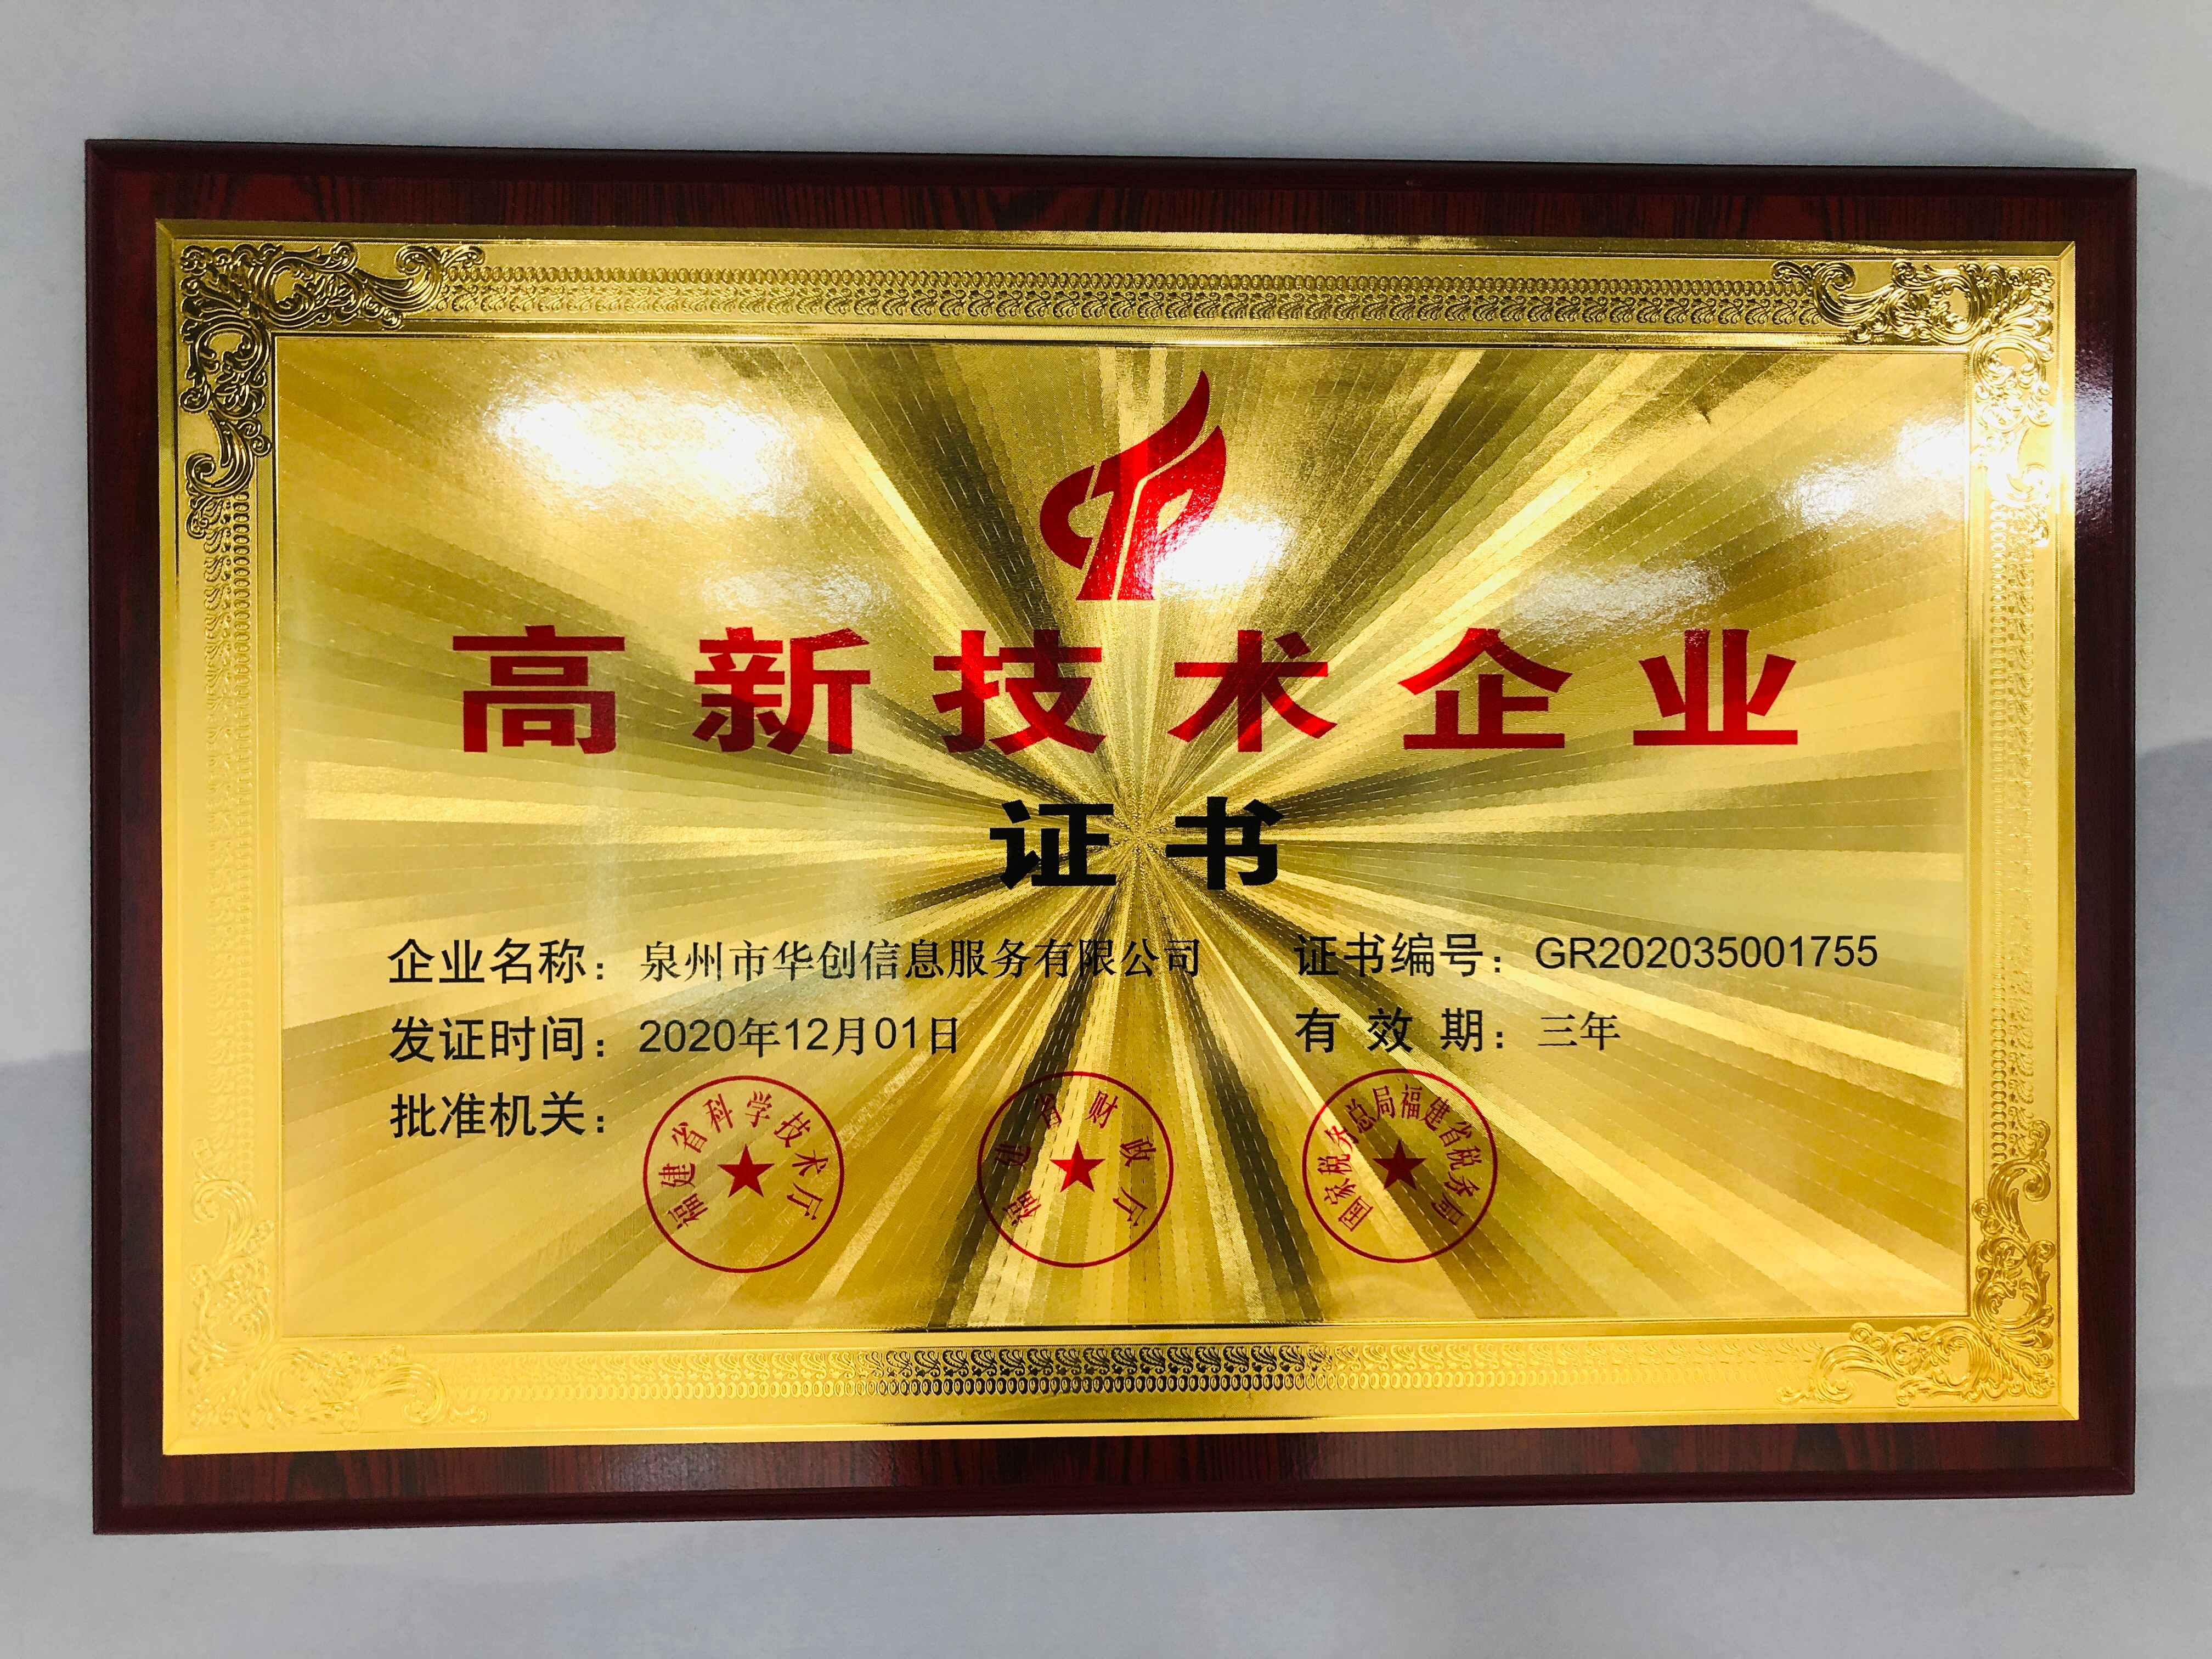 高新技术企业
证书
企业名称：泉州市华创信息服务有限公司 证书编号：GR202035001755
发证时间：2020年12月01日 有效期：三年
批准机关：
福建省科学技术厅
福建省财政厅
国家税务总局福建省税务局